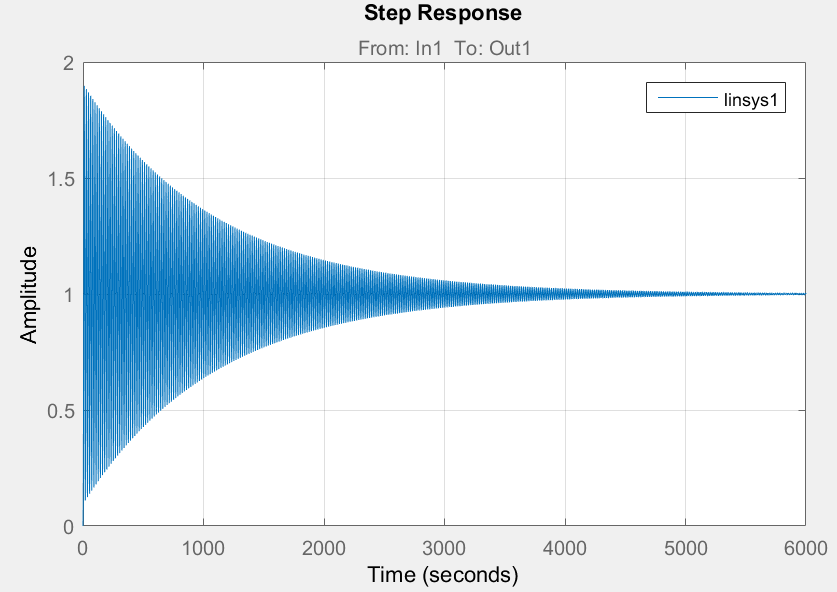 Step Response
From: In1  To: Out1
linsys1
Amplitude
2
1.5
1
0.5
0
0 1000 2000 3000 4000 5000 6000
Time (seconds)